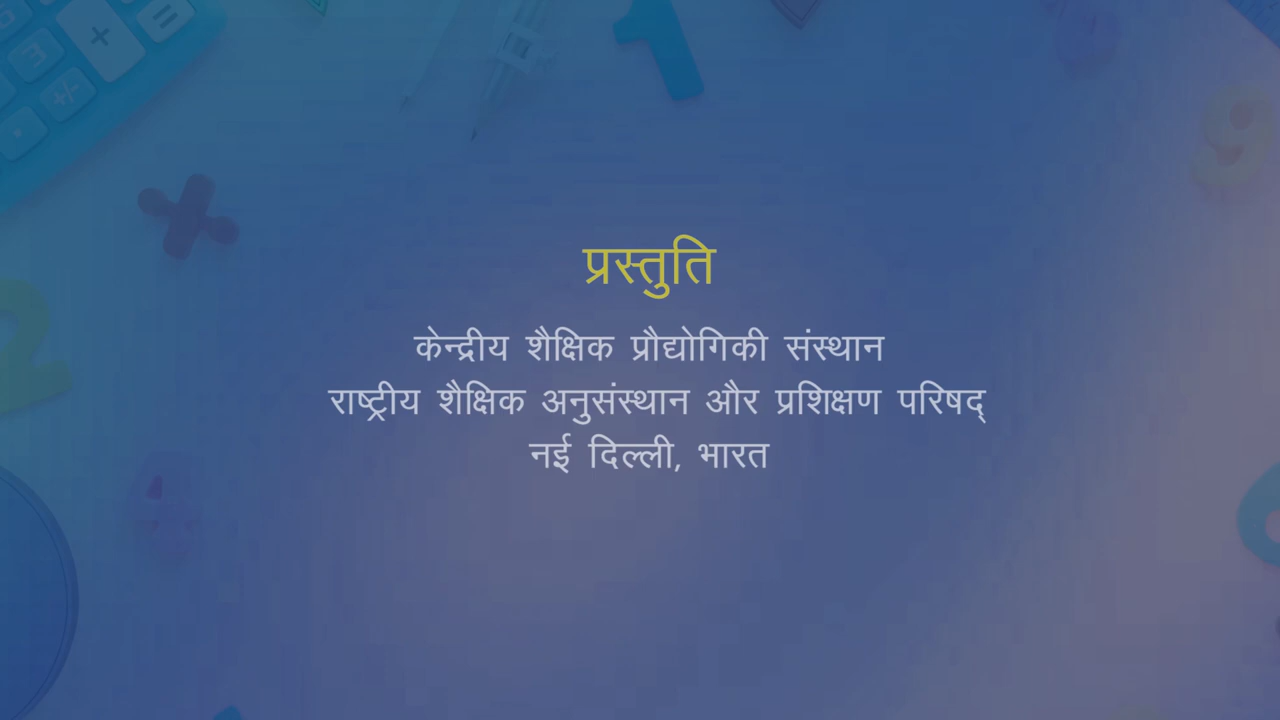 प्रस्तुति
केन्द्रीय शैक्षिक प्रौद्योगिकी संस्थान
राष्ट्रीय शैक्षिक अनुसंस्थान और प्रशिक्षण परिषद्
नई दिल्ली, भारत